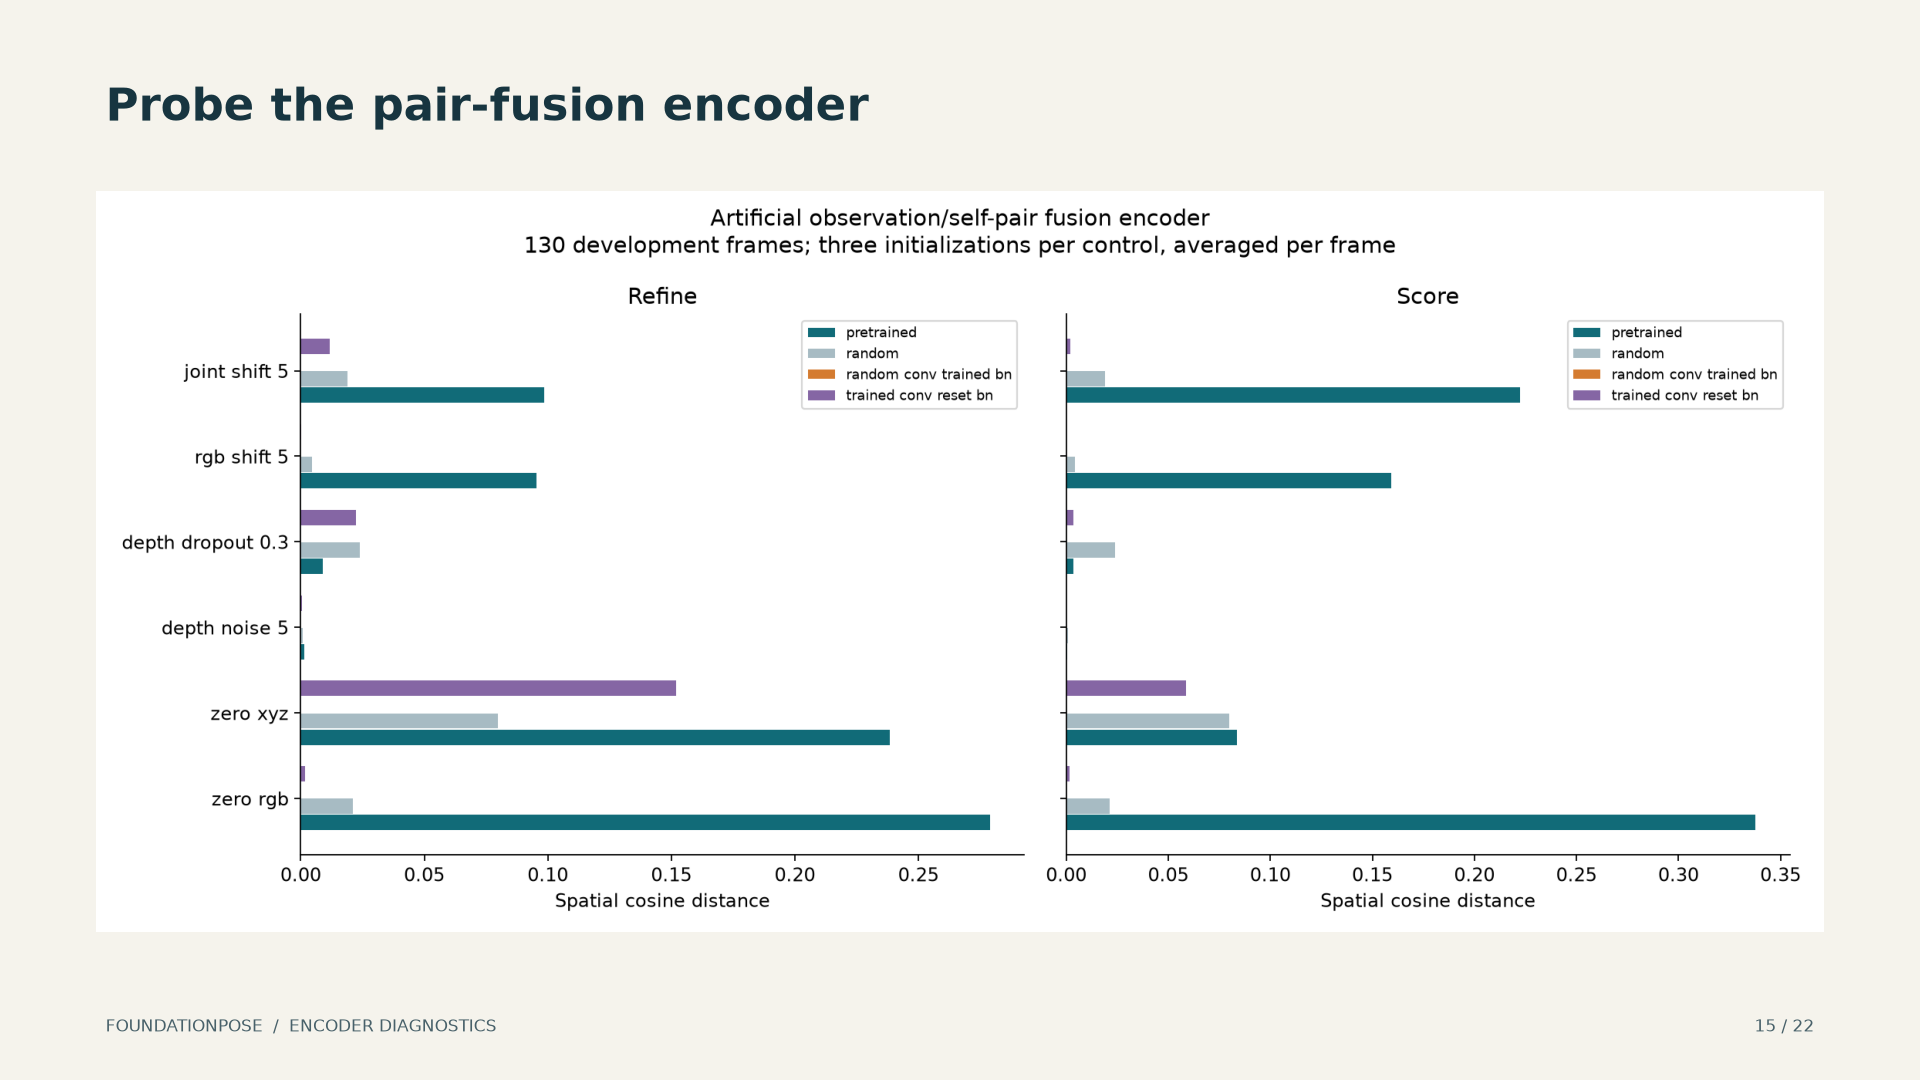 Probe the pair-fusion encoder
Artificial observation/self-pair fusion encoder
130 development frames; three initializations per control, averaged per frame
Refine
pretrained
random
random conv trained bn
trained conv reset bn
joint shift 5
rgb shift 5
depth dropout 0.3
depth noise 5
zero xyz
zero rgb
0.00 0.05 0.10 0.15 0.20 0.25
Spatial cosine distance
Score
pretrained
random
random conv trained bn
trained conv reset bn
0.00 0.05 0.10 0.15 0.20 0.25 0.30 0.35
Spatial cosine distance
FOUNDATIONPOSE / ENCODER DIAGNOSTICS
15 / 22